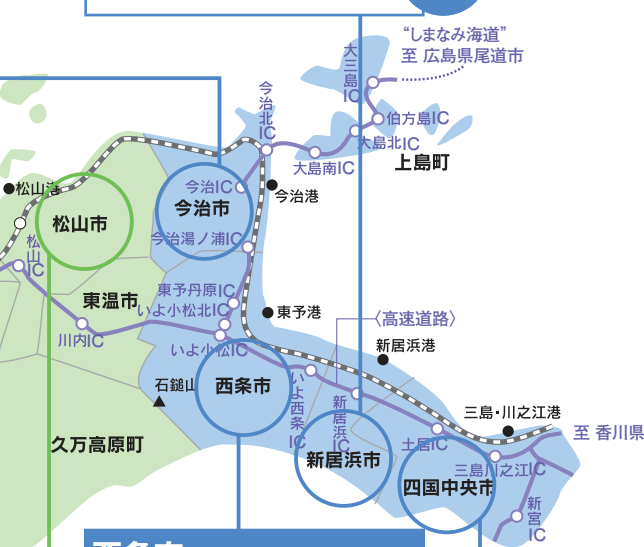 “しまなみ海道”
至 広島県尾道市
大三島IC
今治北IC
伯方島IC
大島北IC
大島南IC
上島町
松山港
今治IC
今治港
松山市
今治市
松山IC
今治湯ノ浦IC
東温市
東予丹原IC
いよ小松北IC
東予港
〈高速道路〉
川内IC
いよ小松IC
新居浜港
石鎚山
西条市
いよ西条IC
新居浜IC
三島・川之江港
至 香川県
久万高原町
土居IC
新居浜市
三島川之江IC
四国中央市
新宮IC